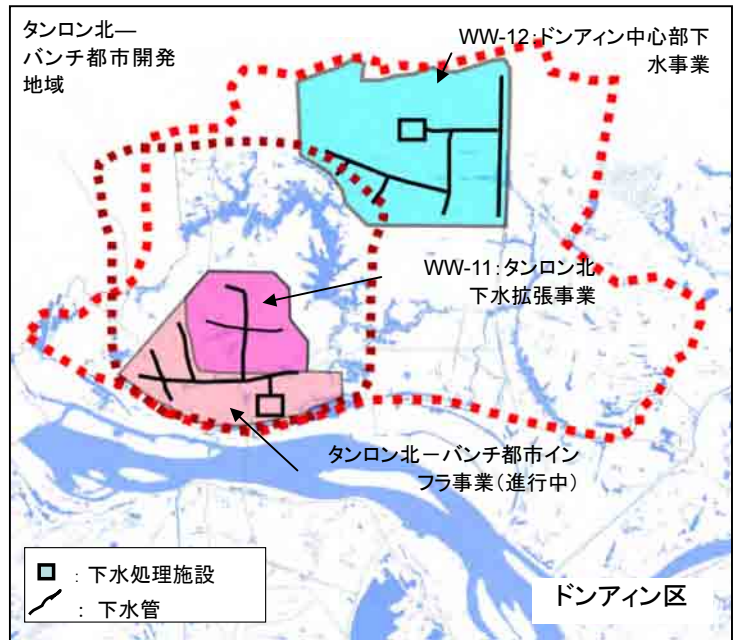 タンロン北―
バンチ都市開発
地域
WW-12:ドンアィン中心部下
水事業
WW-11:タンロン北
下水拡張事業
タンロン北－バンチ都市イン
フラ事業(進行中)
: 下水処理施設
: 下水管
ドンアィン区